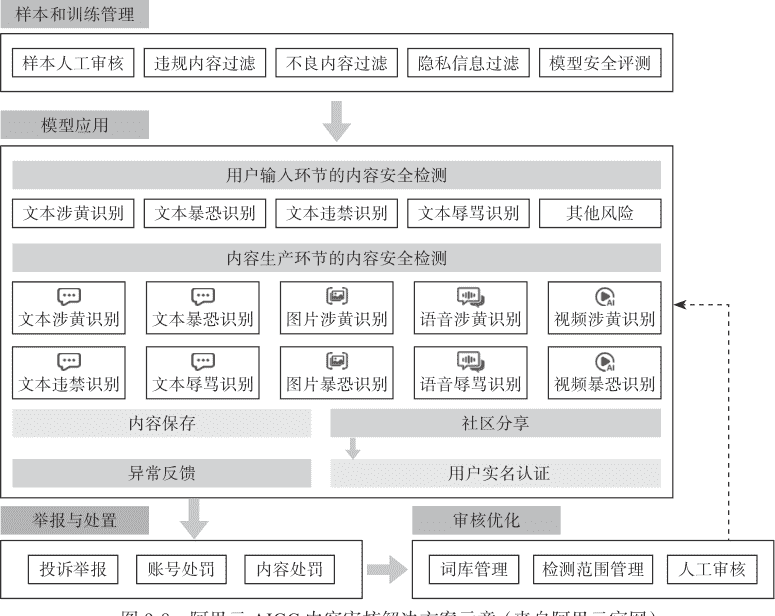 样本和训练管理
样本人工审核 违规内容过滤 不良内容过滤 隐私信息过滤 模型安全评测
模型应用
用户输入环节的内容安全检测
文本涉黄识别 文本暴恐识别 文本违禁识别 文本辱骂识别 其他风险
内容生产环节的内容安全检测
文本涉黄识别 文本暴恐识别 图片涉黄识别 语音涉黄识别 视频涉黄识别
文本违禁识别 文本辱骂识别 图片暴恐识别 语音辱骂识别 视频暴恐识别
内容保存 社区分享
异常反馈 用户实名认证
举报与处置 审核优化
投诉举报 账号处罚 内容处罚 词库管理 检测范围管理 人工审核